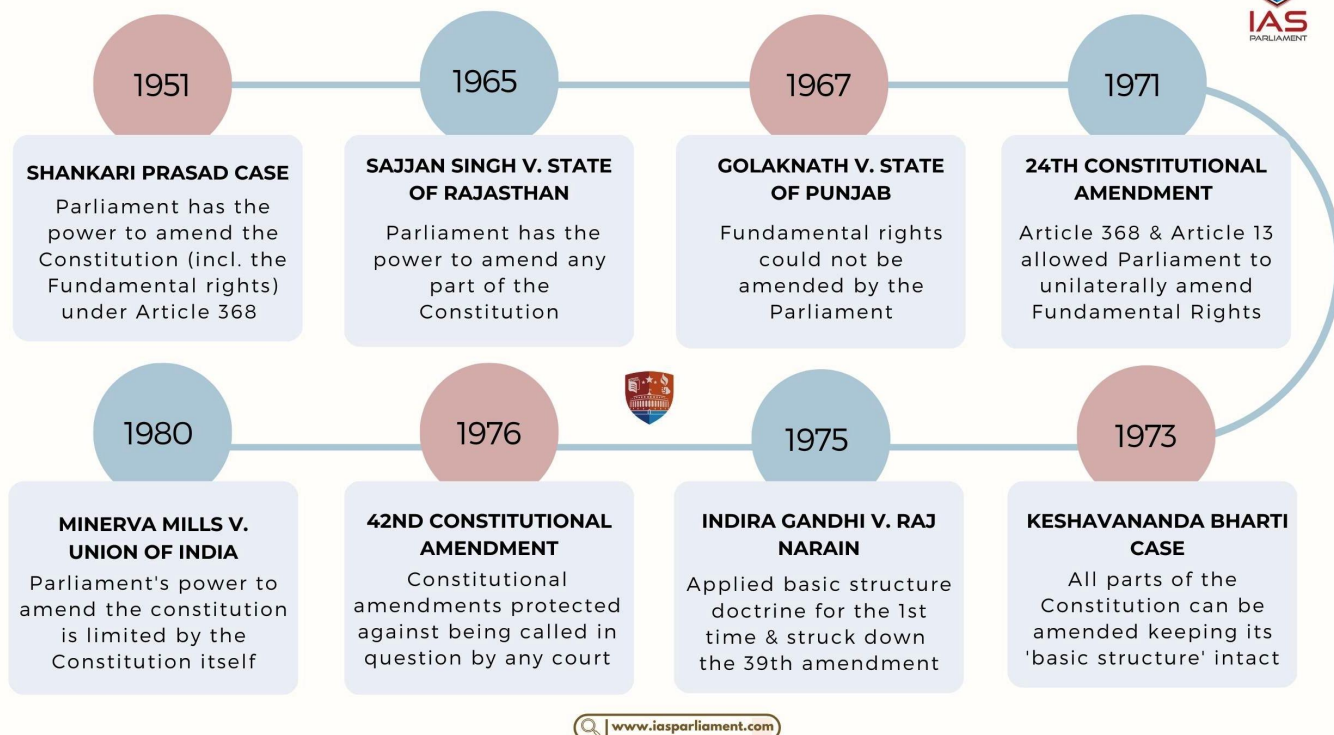 IAS
PARLIAMENT
1951
SHANKARI PRASAD CASE
Parliament has the
power to amend the
Constitution (incl. the
Fundamental rights)
under Article 368
1965
SAJJAN SINGH V. STATE
OF RAJASTHAN
Parliament has the
power to amend any
part of the
Constitution
1967
GOLAKNATH V. STATE
OF PUNJAB
Fundamental rights
could not be
amended by the
Parliament
1971
24TH CONSTITUTIONAL
AMENDMENT
Article 368 & Article 13
allowed Parliament to
unilaterally amend
Fundamental Rights
1973
KESHAVANANDA BHARTI
CASE
All parts of the
Constitution can be
amended keeping its
'basic structure' intact
1975
INDIRA GANDHI V. RAJ
NARAIN
Applied basic structure
doctrine for the 1st
time & struck down
the 39th amendment
1976
42ND CONSTITUTIONAL
AMENDMENT
Constitutional
amendments protected
against being called in
question by any court
1980
MINERVA MILLS V.
UNION OF INDIA
Parliament's power to
amend the constitution
is limited by the
Constitution itself
www.iasparliament.com